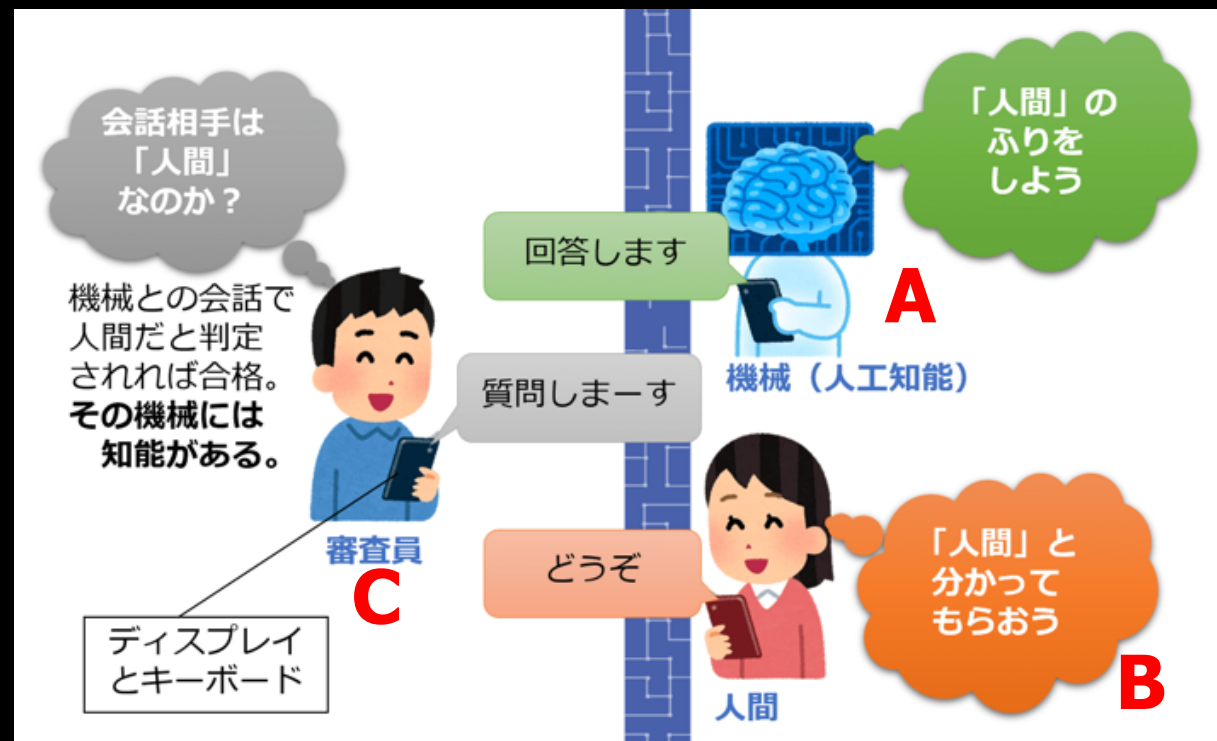 会話相手は
「人間」
なのか？
機械との会話で
人間だと判定
されれば合格。
その機械には
知能がある。
審査員
C
ディスプレイ
とキーボード
回答します
質問しまーす
どうぞ
「人間」の
ふりを
しよう
A
機械（人工知能）
「人間」と
分かって
もらおう
B
人間